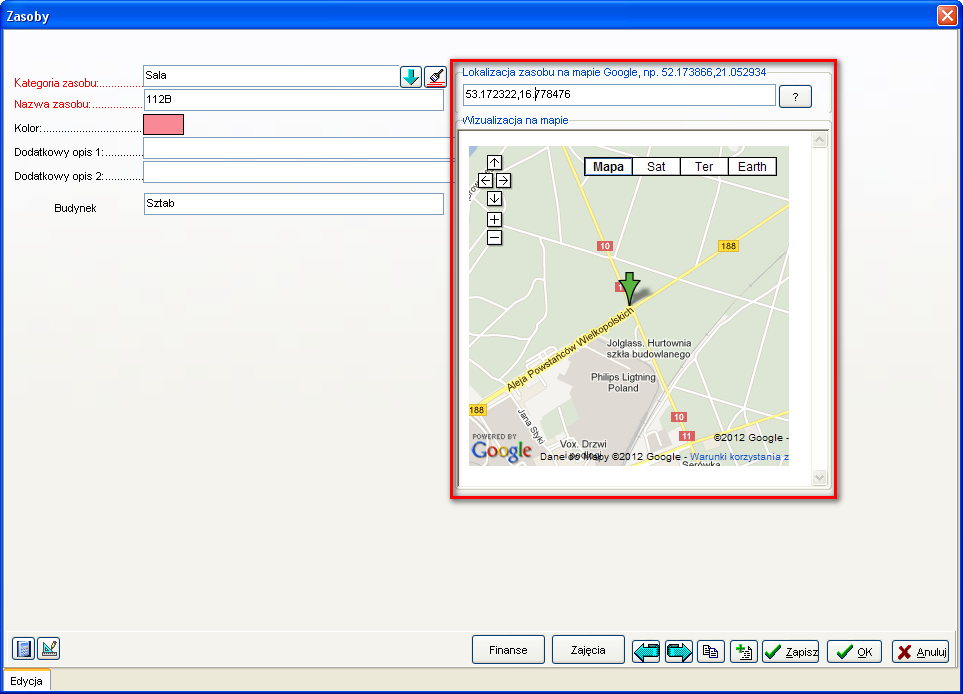 Zasoby
Kategoria zasobu:
Sala
Nazwa zasobu:
112B
Kolor:
Dodatkowy opis 1:
Dodatkowy opis 2:
Budynek
Sztab
Lokalizacja zasobu na mapie Google, np. 52.173866,21.052934
53.172322,16.778476
?
Wizualizacja na mapie
Mapa Sat Ter Earth
10
188
Aleja Powstańców Wielkopolskich
Jolglass. Hurtownia
szkła budowlanego
Philips Ligtning
Poland
188
Jana Styki
10
11
POWERED BY
Google
Vox. Drzwi
i podłogi
©2012 Google -
Dane do Mapy ©2012 Google - Warunki korzystania z
Serówka
Finanse
Zajęcia
Zapisz
OK
Anuluj
Edycja